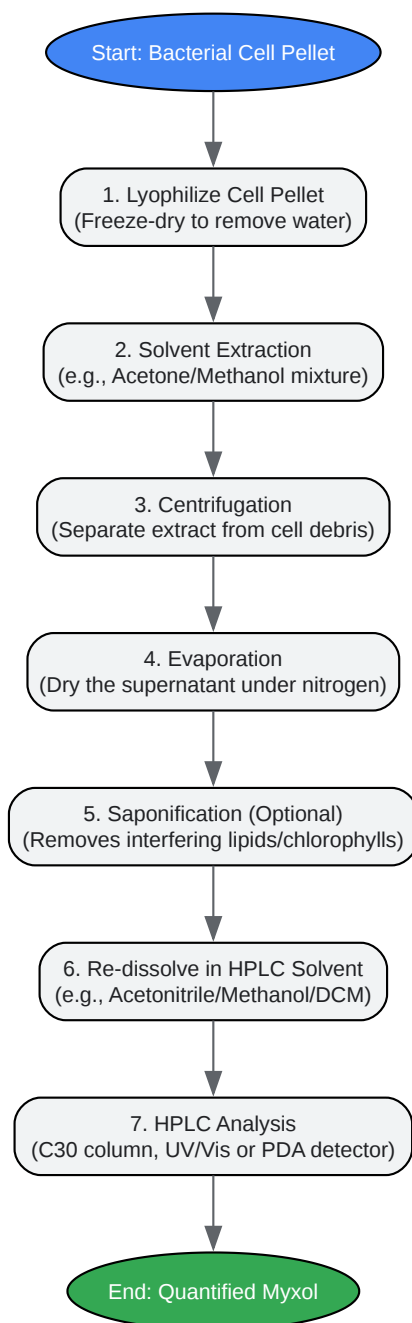 Start: Bacterial Cell Pellet
1. Lyophilize Cell Pellet
(Freeze-dry to remove water)
2. Solvent Extraction
(e.g., Acetone/Methanol mixture)
3. Centrifugation
(Separate extract from cell debris)
4. Evaporation
(Dry the supernatant under nitrogen)
5. Saponification (Optional)
(Removes interfering lipids/chlorophylls)
6. Re-dissolve in HPLC Solvent
(e.g., Acetonitrile/Methanol/DCM)
7. HPLC Analysis
(C30 column, UV/Vis or PDA detector)
End: Quantified Myxol